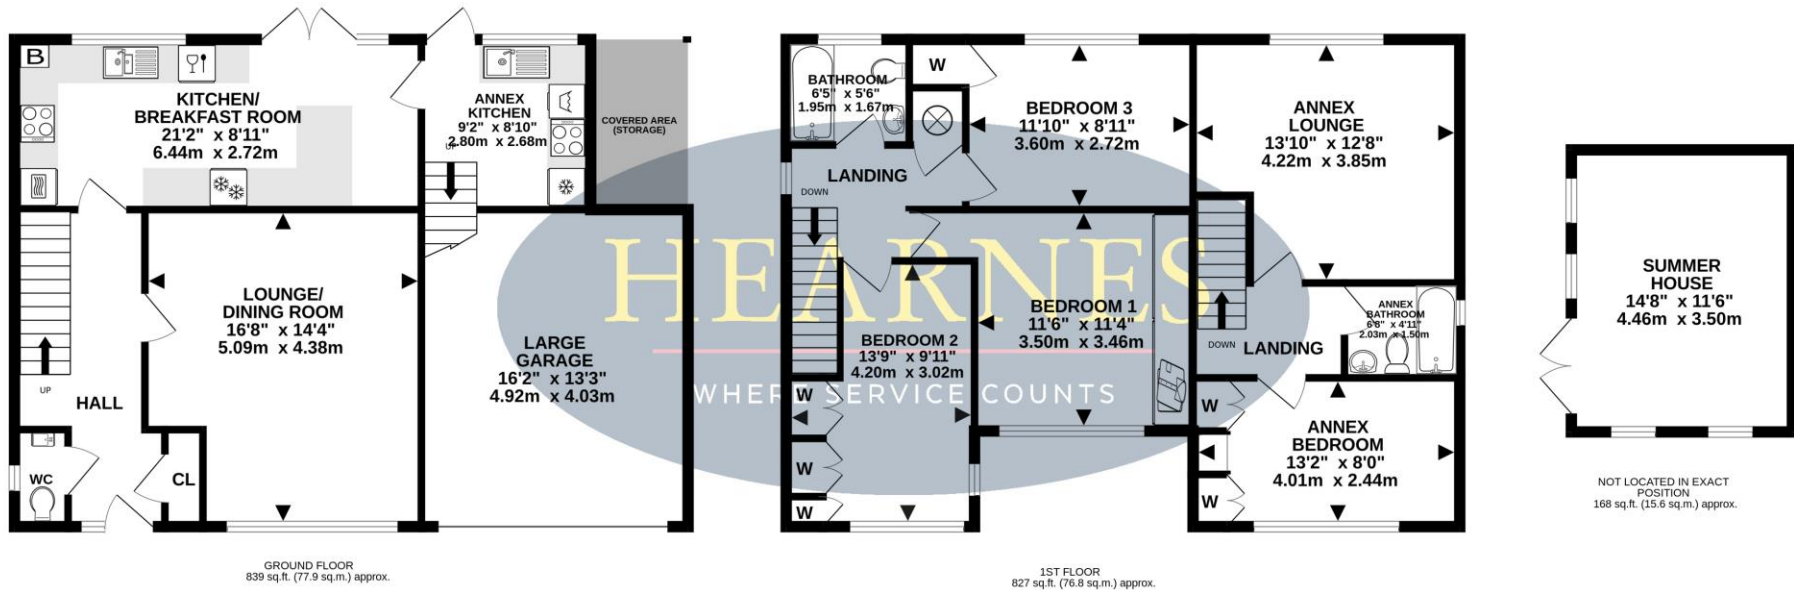 B
KITCHEN/
BREAKFAST ROOM
21'2" x 8'11"
6.44m x 2.72m
ANNEX
KITCHEN
9'2" x 8'10"
2.80m x 2.68m
UP
COVERED AREA
(STORAGE)
LOUNGE/
DINING ROOM
16'8" x 14'4"
5.09m x 4.38m
UP
HALL
WC
CL
LARGE
GARAGE
16'2" x 13'3"
4.92m x 4.03m
GROUND FLOOR
839 sq.ft. (77.9 sq.m.) approx.
BATHROOM
6'5" x 5'6"
1.95m x 1.67m
W
BEDROOM 3
11'10" x 8'11"
3.60m x 2.72m
LANDING
DOWN
ANNEX
LOUNGE
13'10" x 12'8"
4.22m x 3.85m
BEDROOM 1
11'6" x 11'4"
3.50m x 3.46m
BEDROOM 2
13'9" x 9'11"
4.20m x 3.02m
W
W
W
ANNEX
BATHROOM
6'8" x 4'11"
2.03m x 1.50m
DOWN
LANDING
W
W
ANNEX
BEDROOM
13'2" x 8'0"
4.01m x 2.44m
1ST FLOOR
827 sq.ft. (76.8 sq.m.) approx.
HEARNES
WHERE SERVICE COUNTS
SUMMER
HOUSE
14'8" x 11'6"
4.46m x 3.50m
NOT LOCATED IN EXACT
POSITION
168 sq.ft. (15.6 sq.m.) approx.